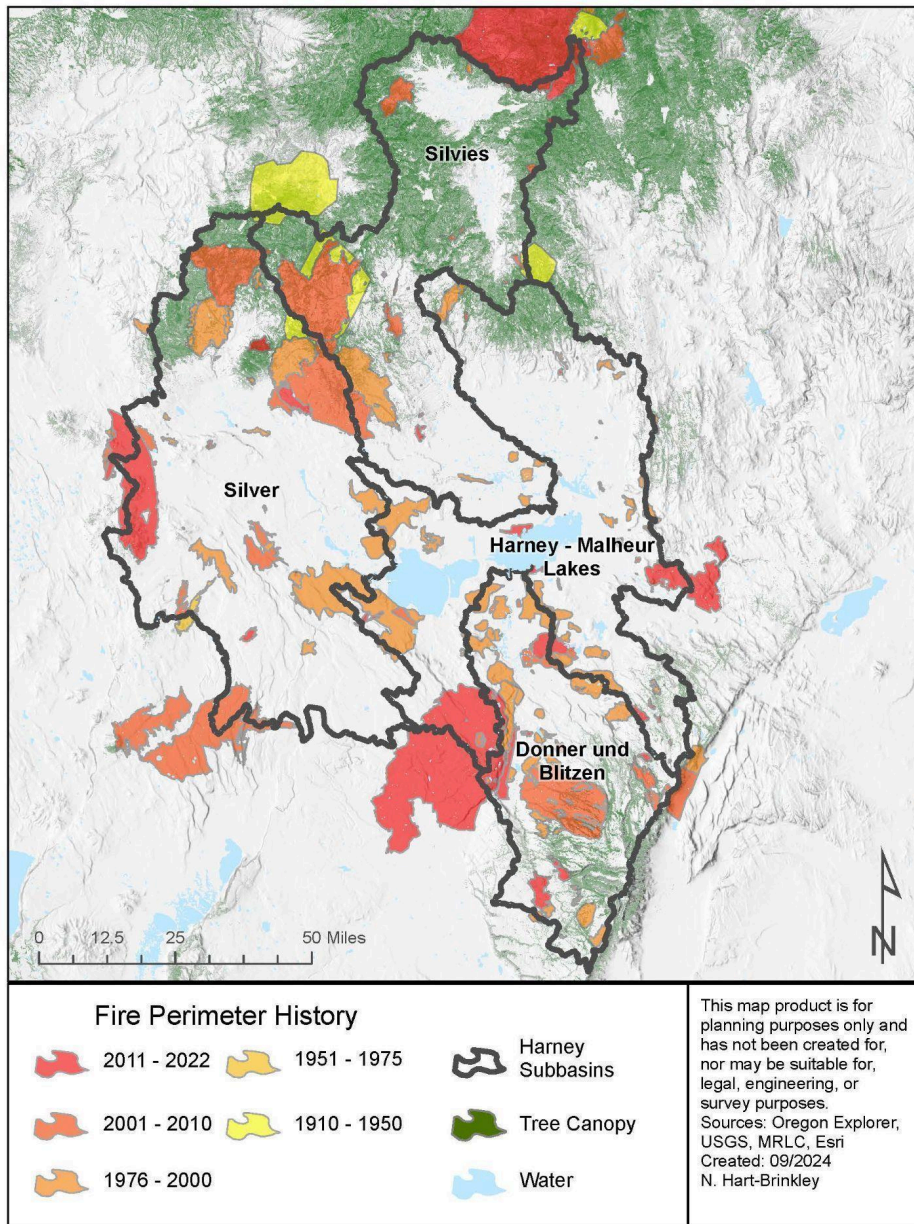 Silvies
Silver
Harney - Malheur
Lakes
Donner und
Blitzen
0 12.5 25 50 Miles
N
Fire Perimeter History
2011 - 2022
2001 - 2010
1976 - 2000
1951 - 1975
1910 - 1950
Harney
Subbasins
Tree Canopy
Water
This map product is for
planning purposes only and
has not been created for,
nor may be suitable for,
legal, engineering, or
survey purposes.
Sources: Oregon Explorer,
USGS, MRLC, Esri
Created: 09/2024
N. Hart-Brinkley